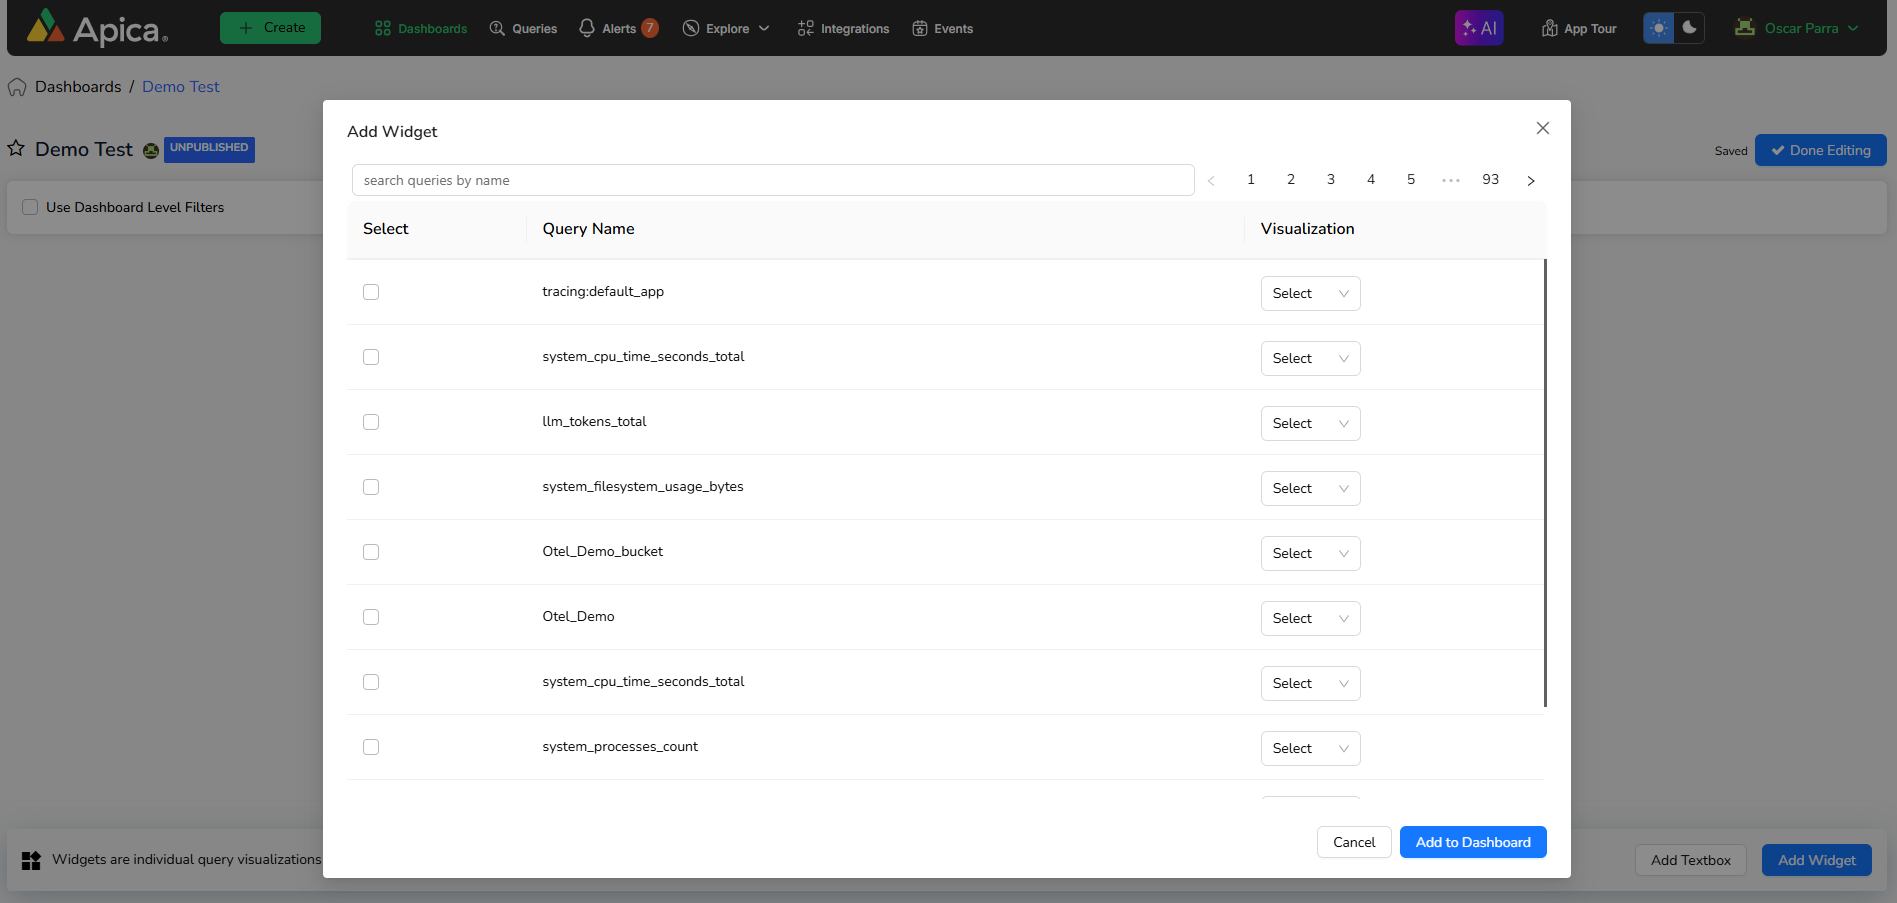 Apica®
Create
Dashboards
Queries
Alerts 7
Explore
Integrations
Events
AI
App Tour
Oscar Parra
Dashboards / Demo Test
Demo Test
UNPUBLISHED
Saved
Done Editing
Use Dashboard Level Filters
Add Widget
search queries by name
1 2 3 4 5 ••• 93
Select Query Name Visualization
tracing:default_app Select
system_cpu_time_seconds_total Select
llm_tokens_total Select
system_filesystem_usage_bytes Select
Otel_Demo_bucket Select
Otel_Demo Select
system_cpu_time_seconds_total Select
system_processes_count Select
Cancel
Add to Dashboard
Widgets are individual query visualizations
Add Textbox
Add Widget